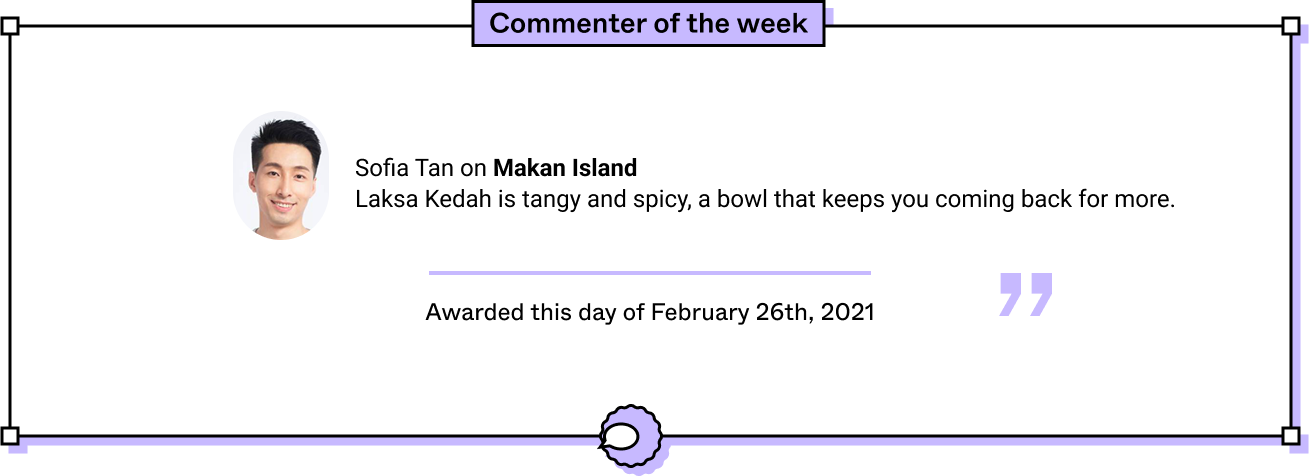 Commenter of the week
Sofia Tan on Makan Island
Laksa Kedah is tangy and spicy, a bowl that keeps you coming back for more.
”
Awarded this day of February 26th, 2021